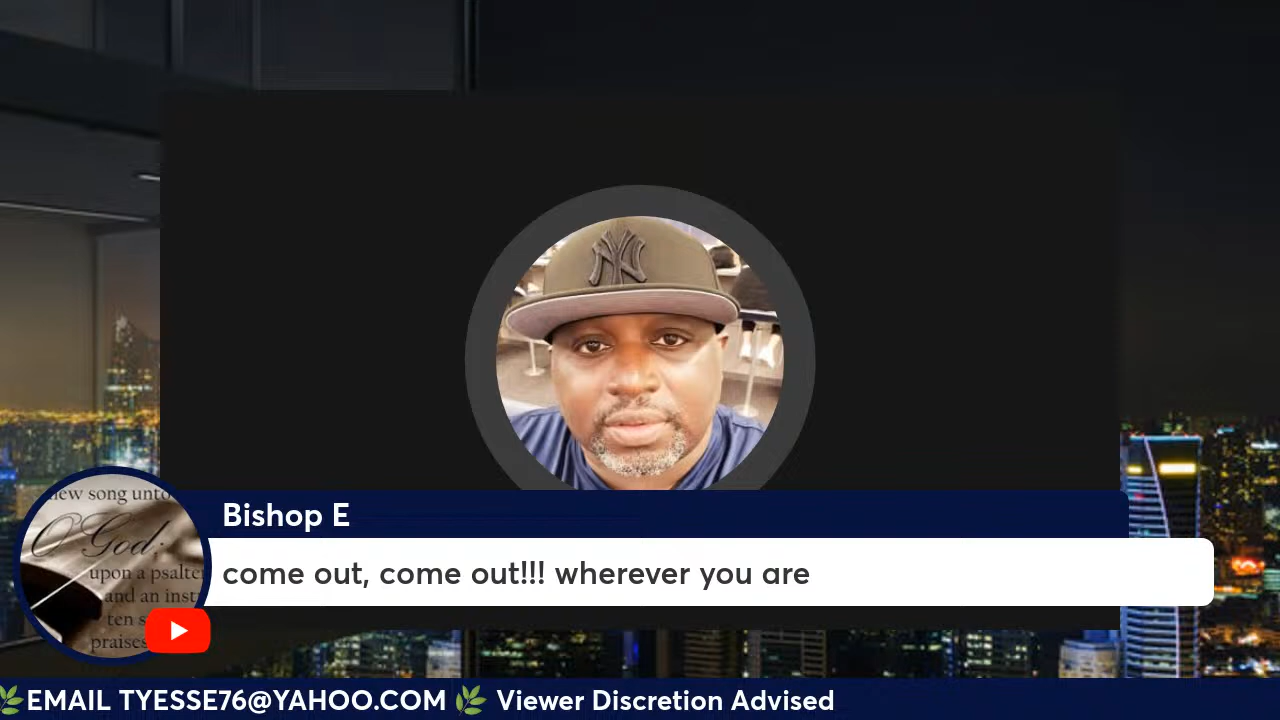 NY
new song unto
O God:
upon a psalte
and an inst
ten s
praises
Bishop E
come out, come out!!! wherever you are
EMAIL TYESSE76@YAHOO.COM 🌿 Viewer Discretion Advised